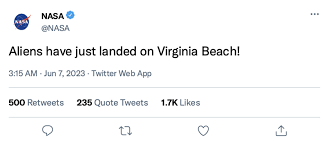 NASA
NASA
@NASA
Aliens have just landed on Virginia Beach!
3:15 AM · Jun 7, 2023 · Twitter Web App
500 Retweets 235 Quote Tweets 1.7K Likes